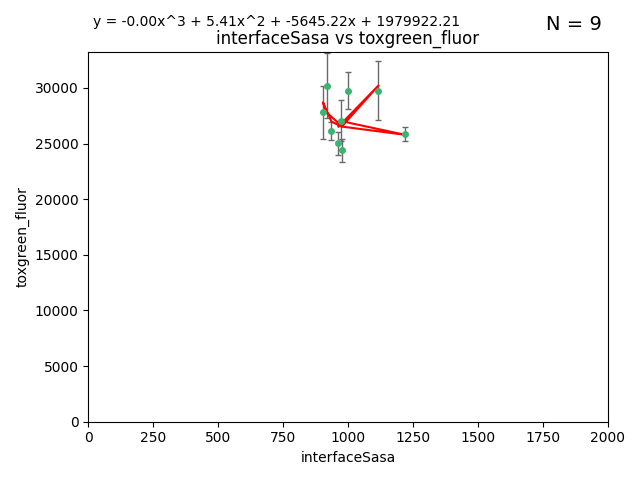 y = -0.00x^3 + 5.41x^2 + -5645.22x + 1979922.21
N = 9
interfaceSasa vs toxgreen_fluor
30000
25000
20000
15000
10000
5000
0
toxgreen_fluor
0 250 500 750 1000 1250 1500 1750 2000
interfaceSasa